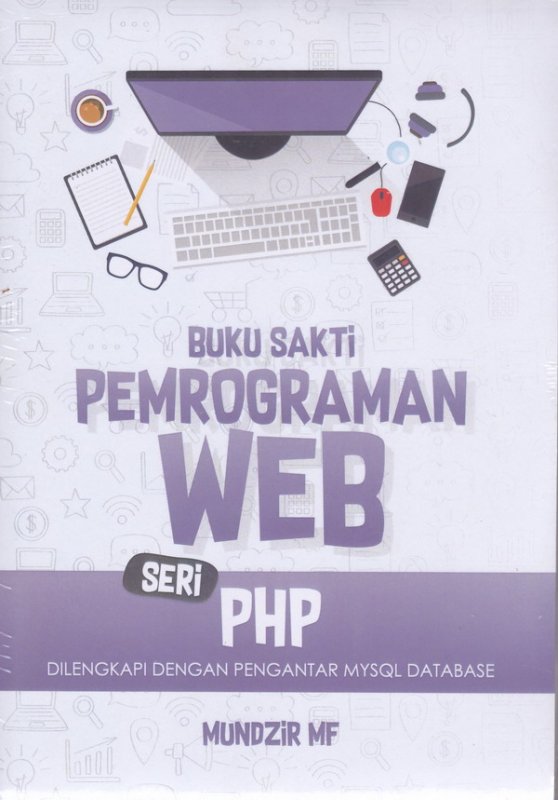 BUKU SAKTI
PEMROGRAMAN
WEB
SERI
PHP
DILENGKAPI DENGAN PENGANTAR MYSQL DATABASE
MUNDZIR MF